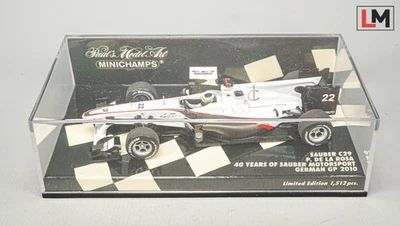 LM
Paul's Model Art
MINICHAMPS
22
22
SAUBER C29
P. DE LA ROSA
40 YEARS OF SAUBER MOTORSPORT
GERMAN GP 2010
Limited Edition 1,512 pcs.